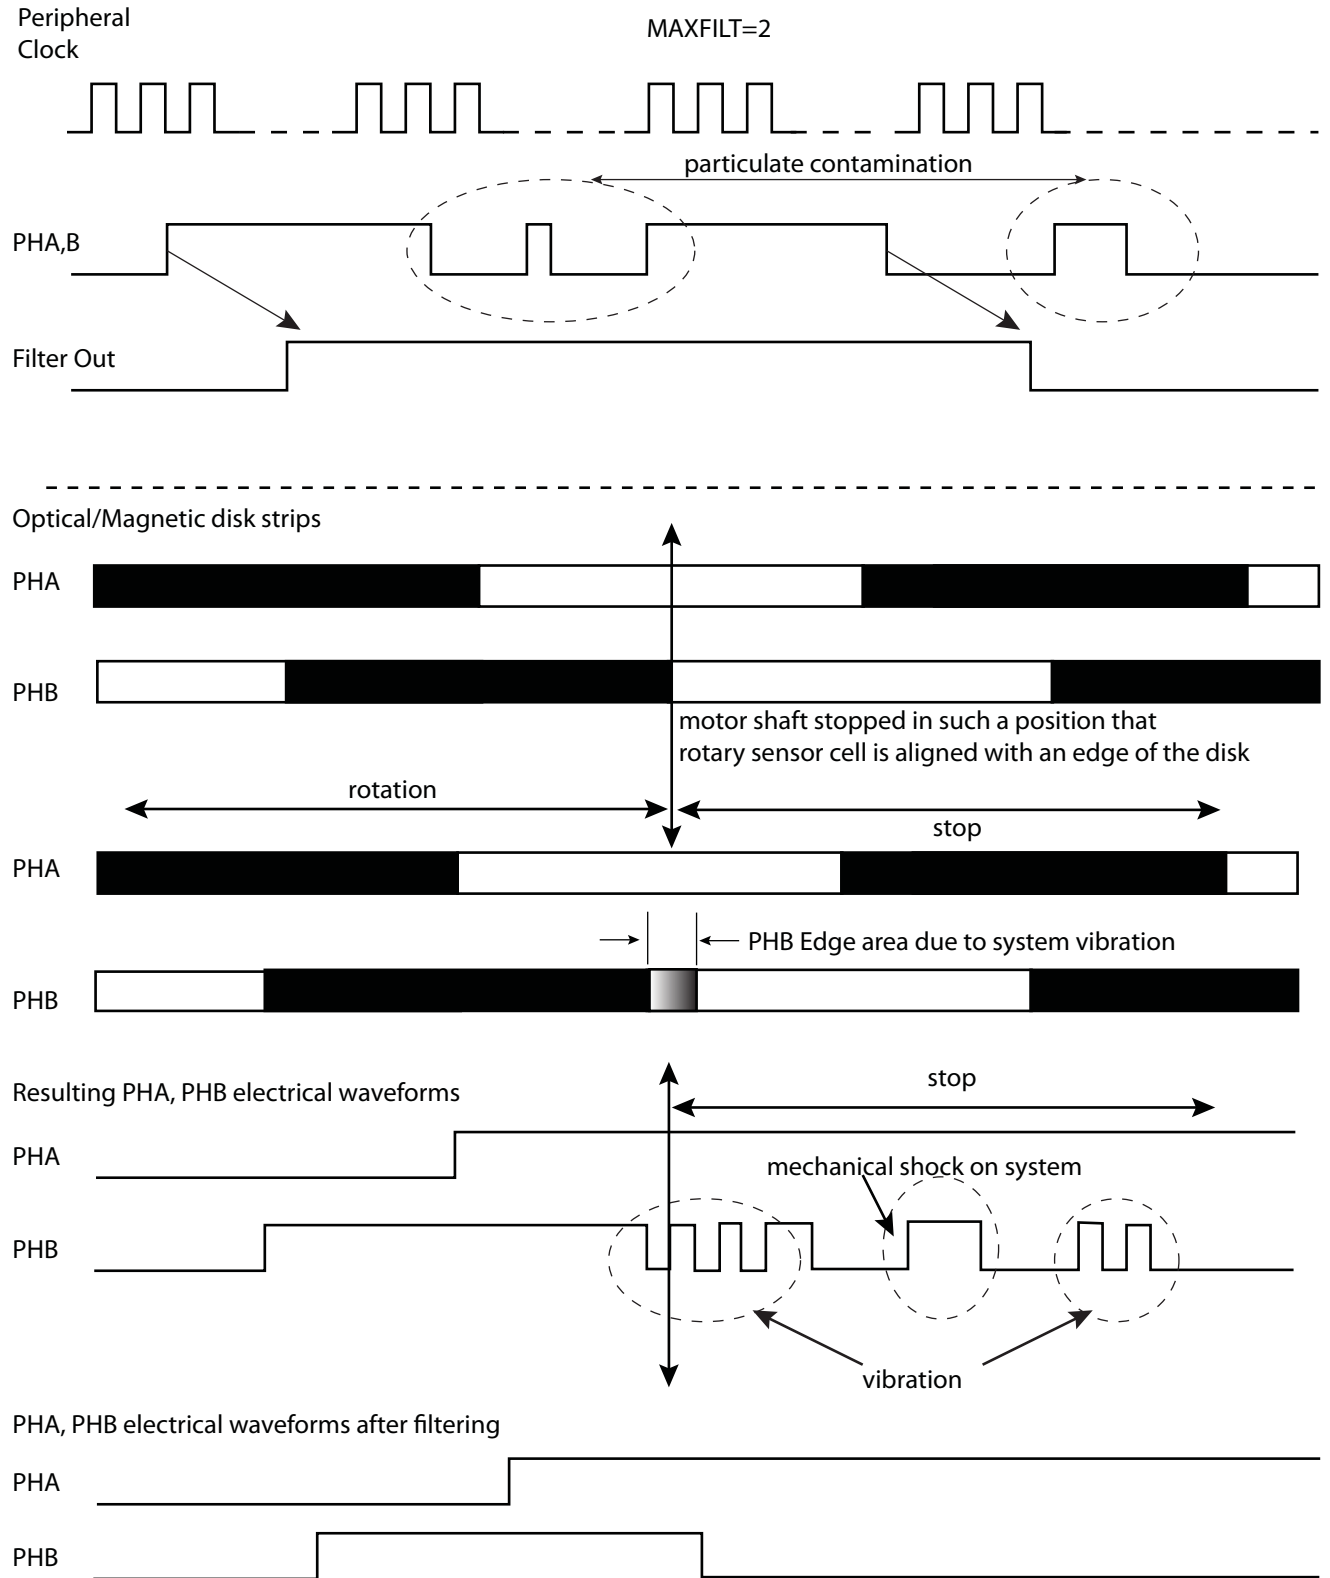 Peripheral
Clock
MAXFILT=2
particulate contamination
PHA,B
Filter Out
Optical/Magnetic disk strips
PHA
PHB
motor shaft stopped in such a position that
rotary sensor cell is aligned with an edge of the disk
rotation
stop
PHA
PHB Edge area due to system vibration
PHB
Resulting PHA, PHB electrical waveforms
stop
PHA
mechanical shock on system
PHB
vibration
PHA, PHB electrical waveforms after filtering
PHA
PHB